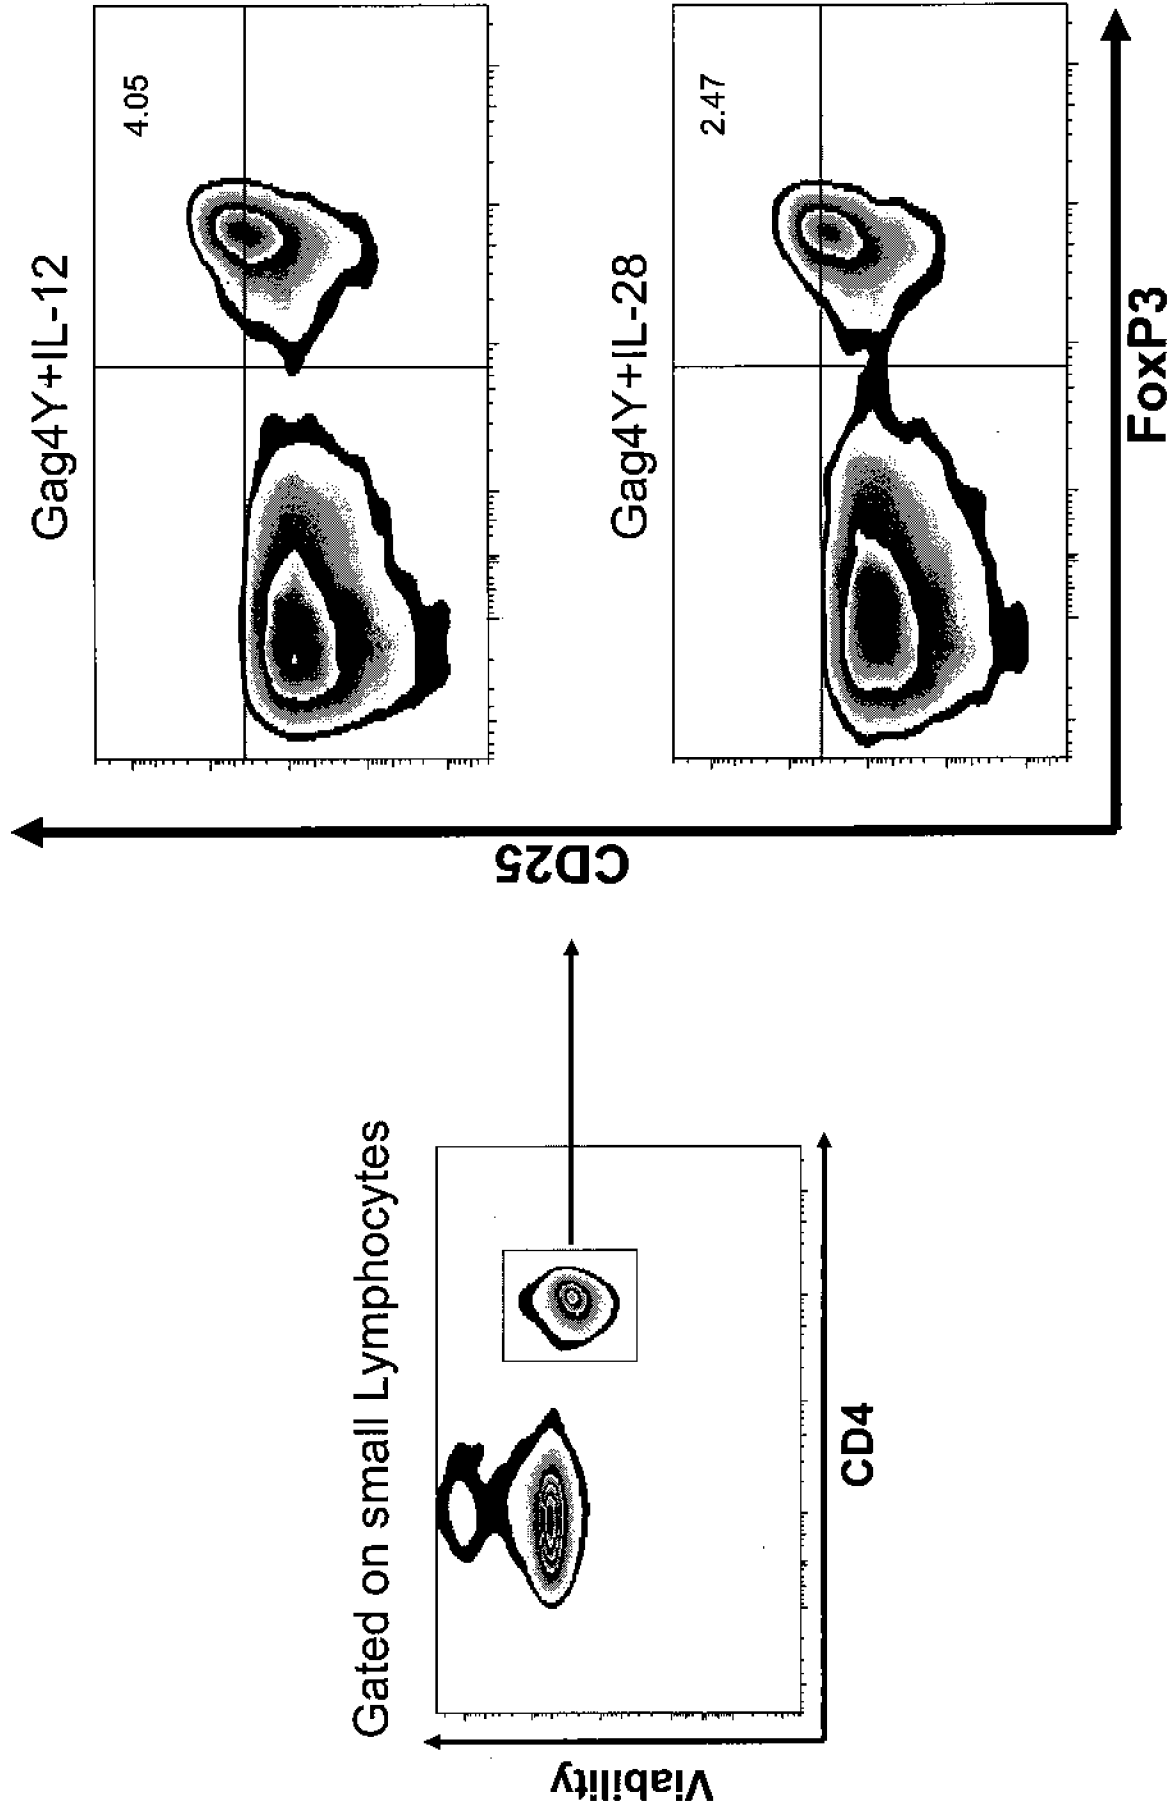 Gated on small Lymphocytes
Viability
CD4
CD25
Gag4Y+IL-12
4.05
Gag4Y+IL-28
2.47
FoxP3